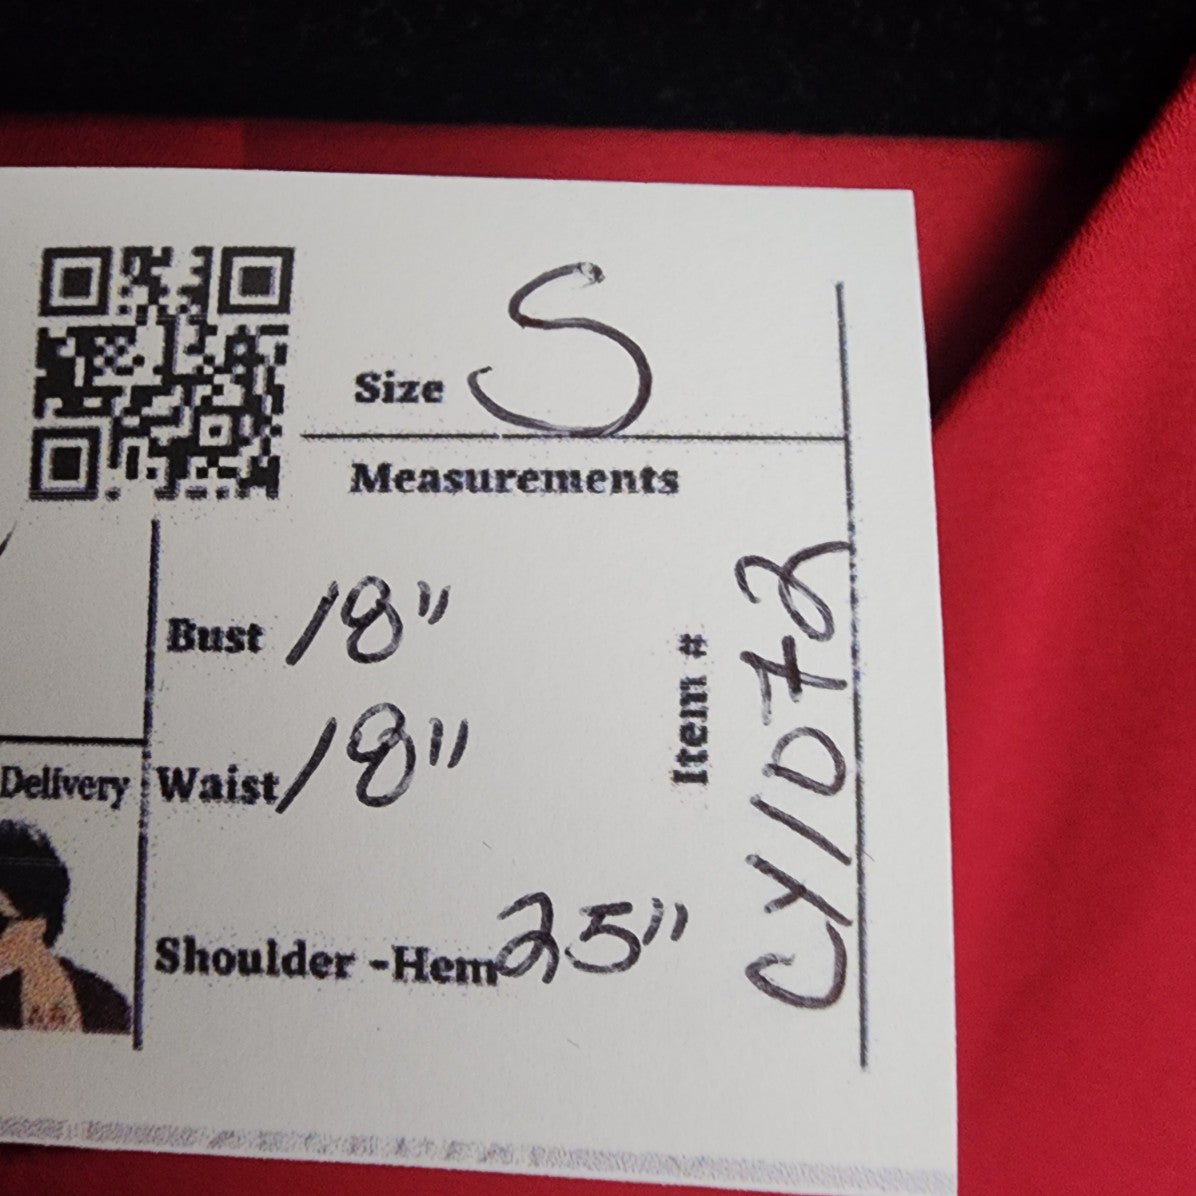 Size S
Measurements
Bust 18"
Waist 18"
Shoulder -Hem 25"
Item # CY1072
Delivery